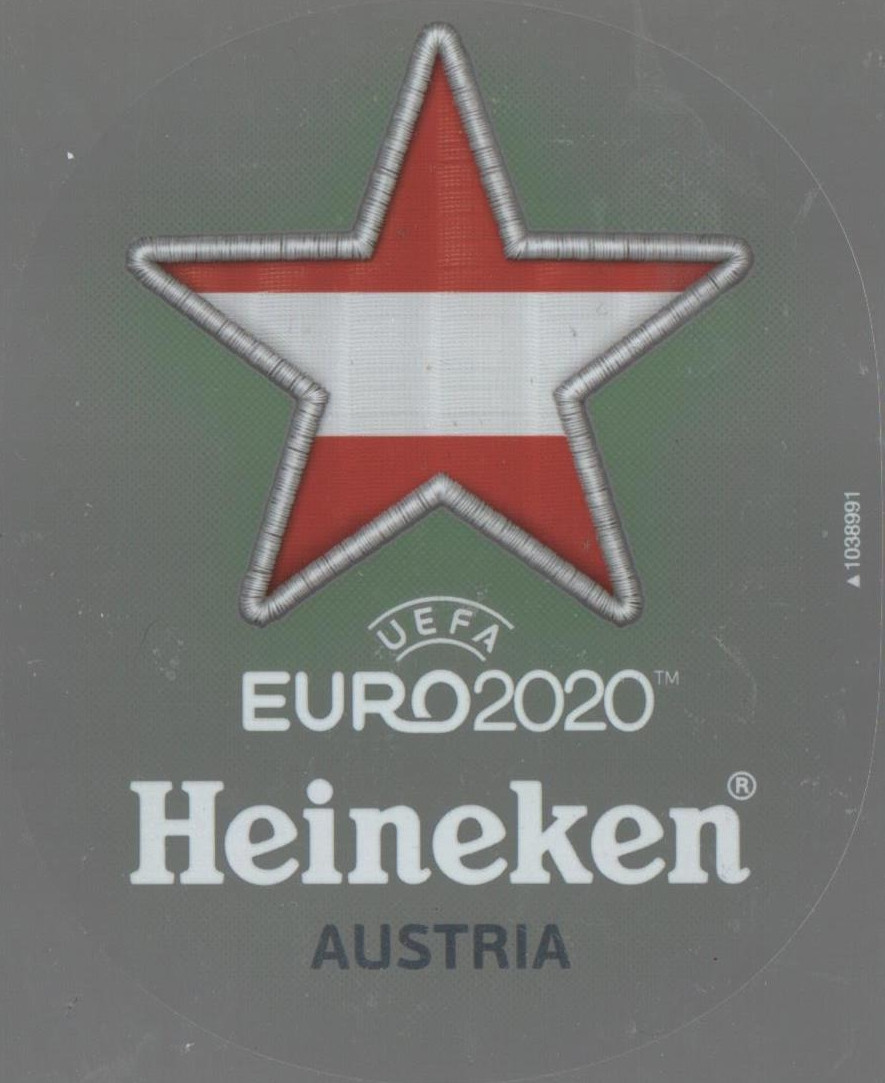 UEFA
EURO2020™
Heineken®
AUSTRIA
▲1038991